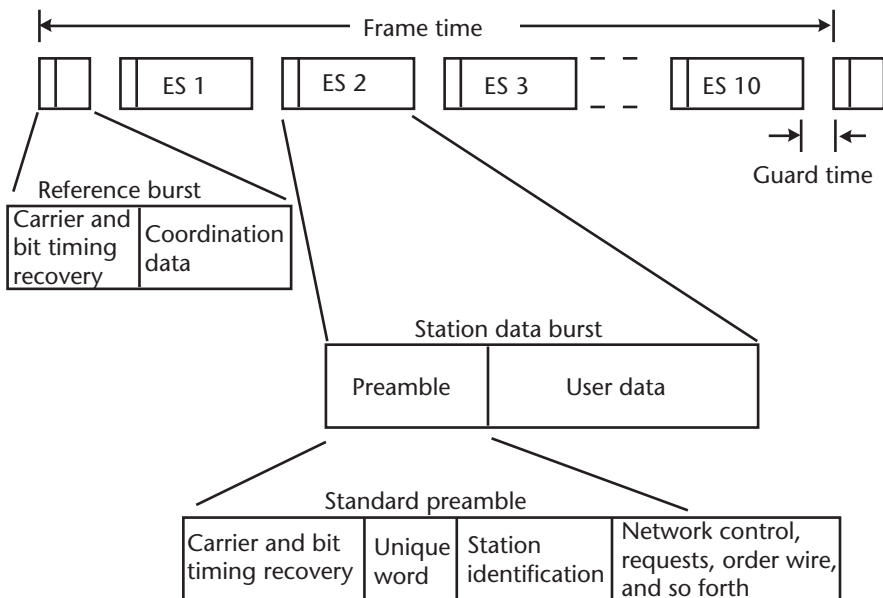 Frame time
ES 1
ES 2
ES 3
ES 10
Guard time
Reference burst
Carrier and
bit timing
recovery
Coordination
data
Station data burst
Preamble
User data
Standard preamble
Carrier and bit
timing recovery
Unique
word
Station
identification
Network control,
requests, order wire,
and so forth